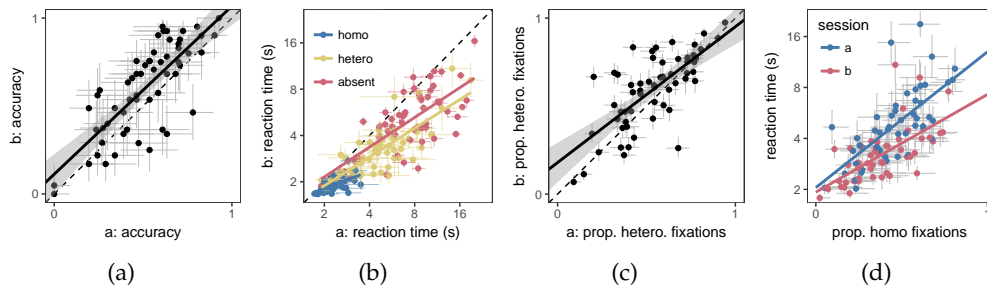 1
0
b: accuracy
0
1
a: accuracy
(a)
16
8
4
2
b: reaction time (s)
homo
hetero
absent
2
4
8
16
a: reaction time (s)
(b)
1
0
b: prop. hetero. fixations
0
1
a: prop. hetero. fixations
(c)
16
8
4
2
reaction time (s)
session
a
b
0
1
prop. homo fixations
(d)